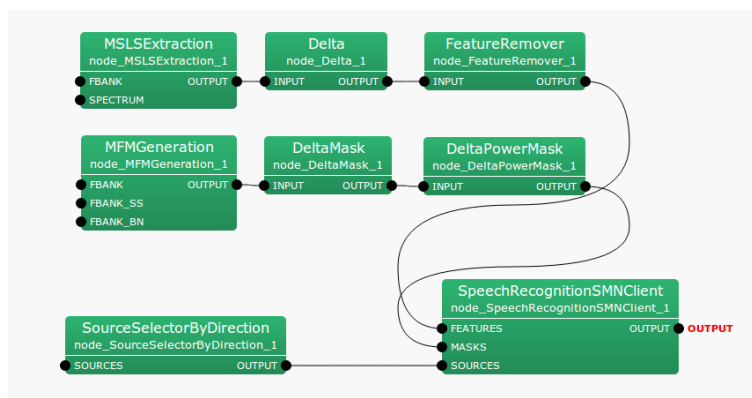 MSLSExtraction
node_MSLSExtraction_1
FBANK OUTPUT
SPECTRUM
Delta
node_Delta_1
INPUT OUTPUT
FeatureRemover
node_FeatureRemover_1
INPUT OUTPUT
MFMGeneration
node_MFMGeneration_1
FBANK OUTPUT
FBANK_SS
FBANK_BN
DeltaMask
node_DeltaMask_1
INPUT OUTPUT
DeltaPowerMask
node_DeltaPowerMask_1
INPUT OUTPUT
SourceSelectorByDirection
node_SourceSelectorByDirection_1
SOURCES OUTPUT
SpeechRecognitionSMNClient
node_SpeechRecognitionSMNClient_1
FEATURES OUTPUT OUTPUT
MASKS
SOURCES